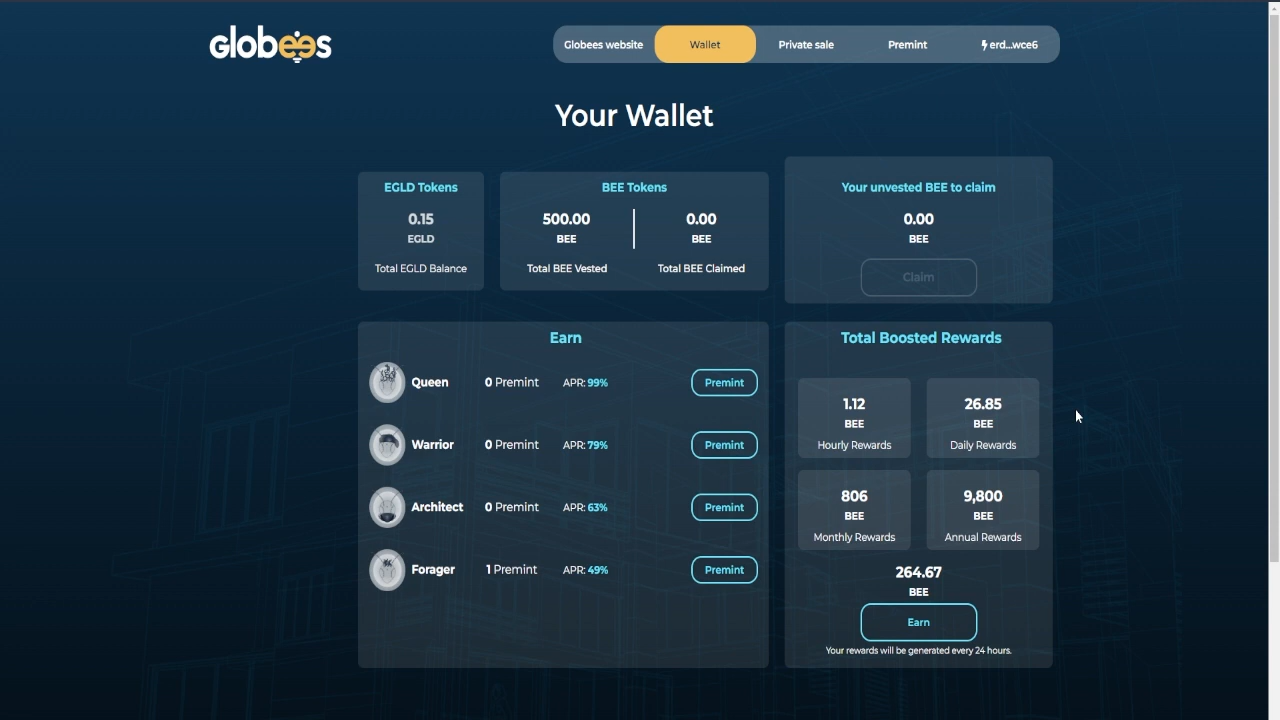 globees
Globees website
Wallet
Private sale
Premint
erd...wce6
Your Wallet
EGLD Tokens
0.15
EGLD
Total EGLD Balance
BEE Tokens
500.00
BEE
Total BEE Vested
0.00
BEE
Total BEE Claimed
Your unvested BEE to claim
0.00
BEE
Claim
Earn
Queen 0 Premint APR: 99% Premint
Warrior 0 Premint APR: 79% Premint
Architect 0 Premint APR: 63% Premint
Forager 1 Premint APR: 49% Premint
Total Boosted Rewards
1.12
BEE
Hourly Rewards
26.85
BEE
Daily Rewards
806
BEE
Monthly Rewards
9,800
BEE
Annual Rewards
264.67
BEE
Earn
Your rewards will be generated every 24 hours.